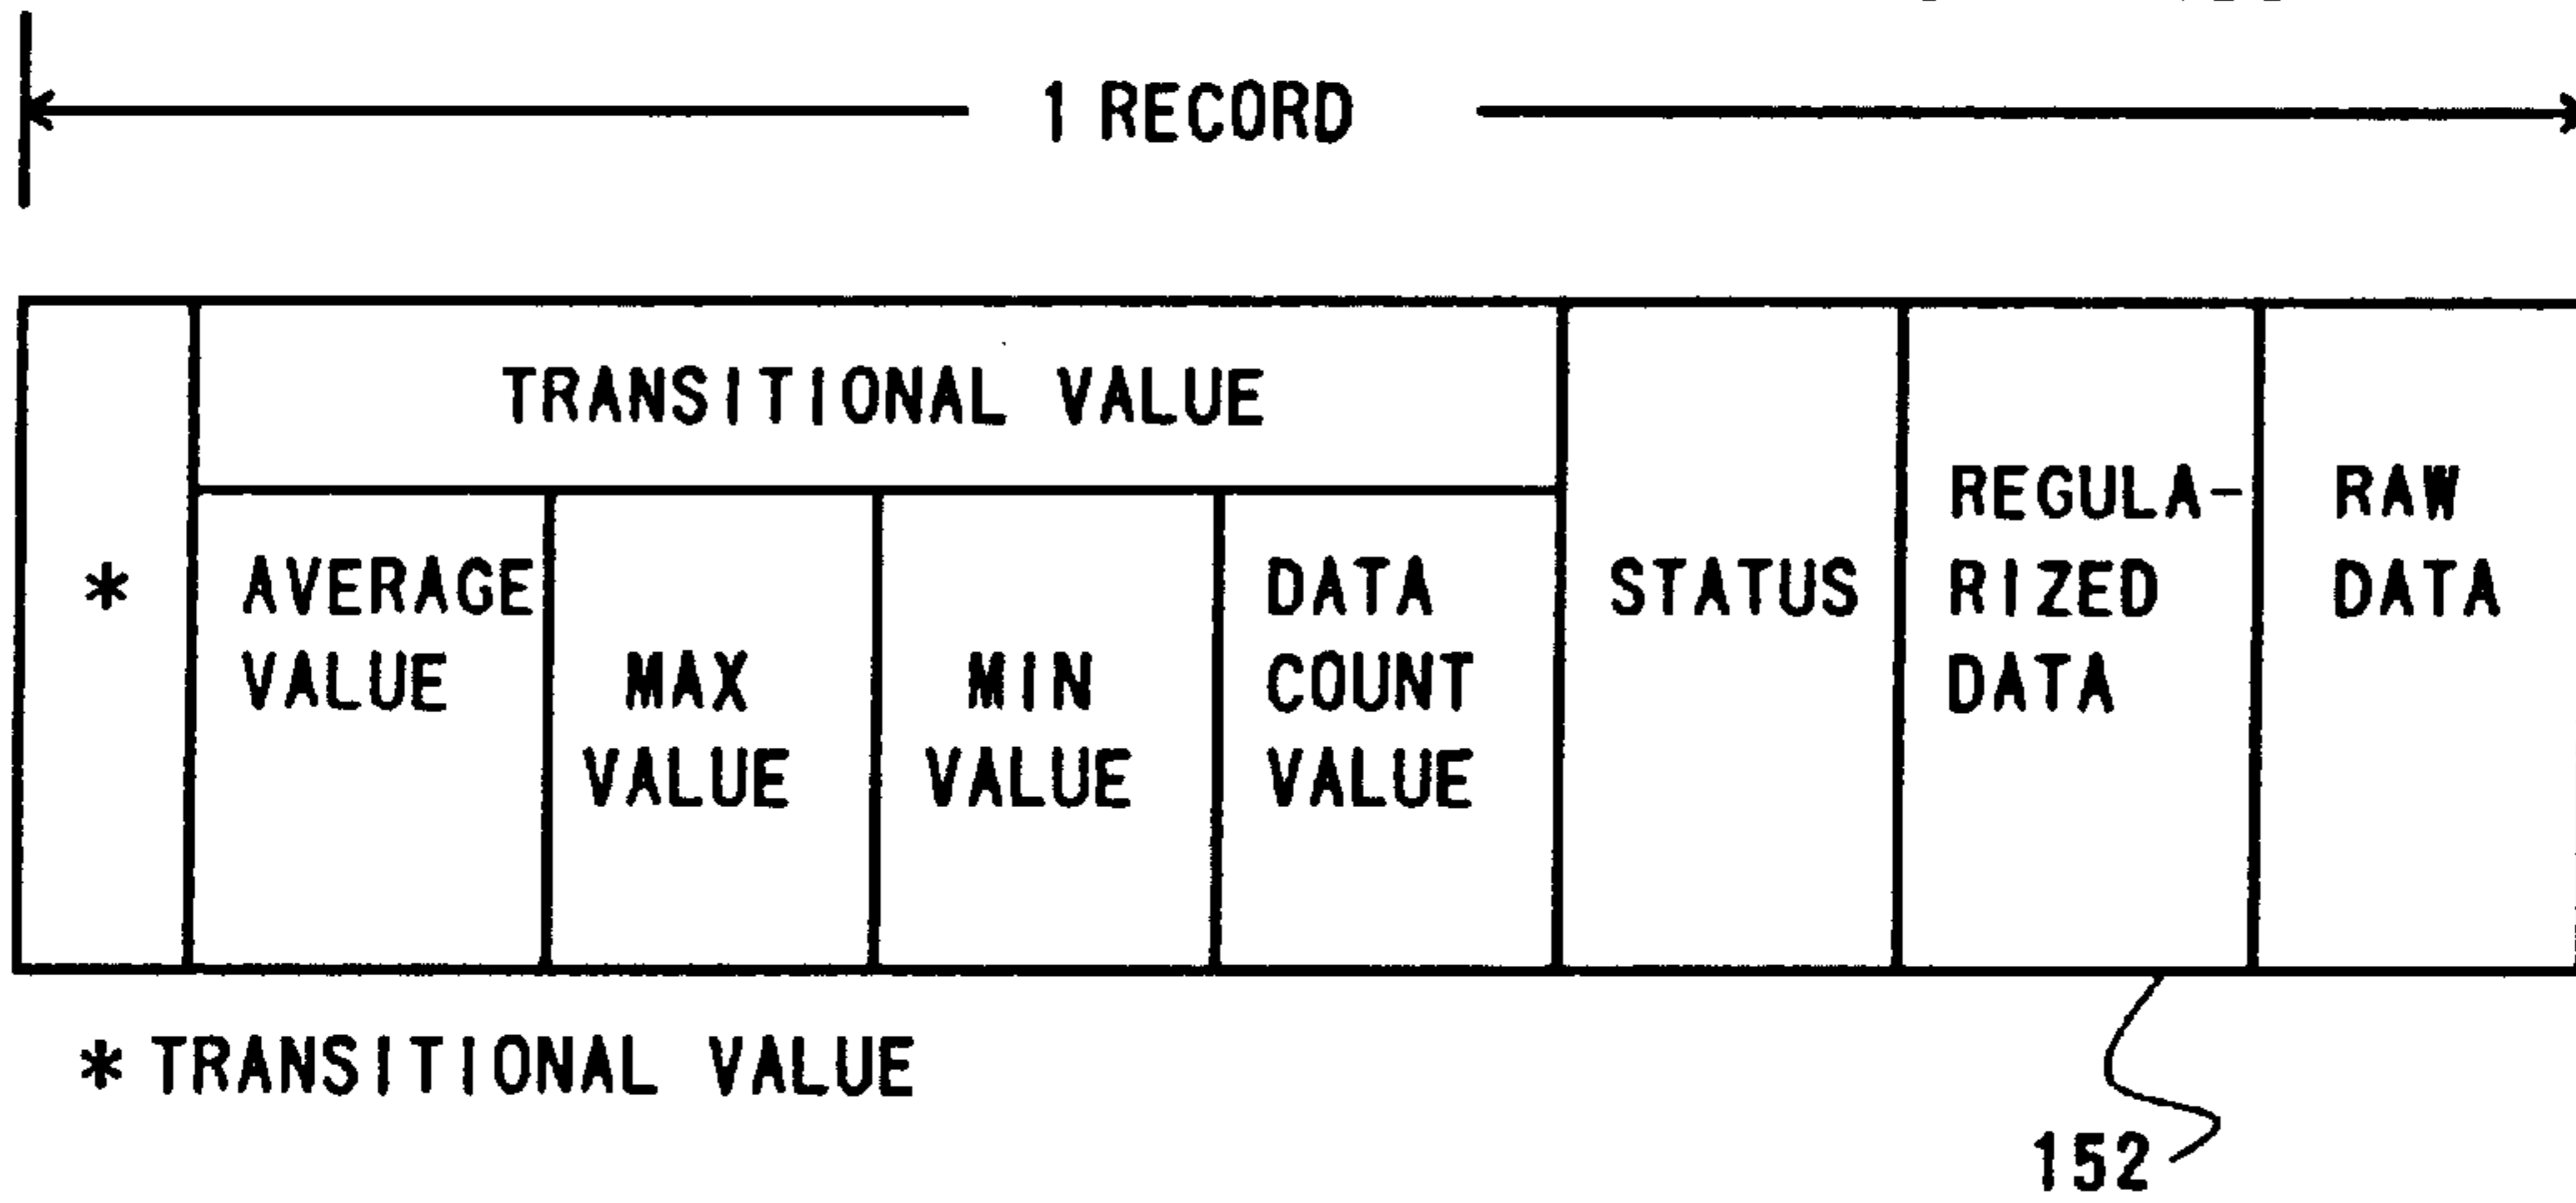 1 RECORD
TRANSITIONAL VALUE
*
AVERAGE
VALUE
MAX
VALUE
MIN
VALUE
DATA
COUNT
VALUE
STATUS
REGULA-
RIZED
DATA
RAW
DATA
* TRANSITIONAL VALUE
152